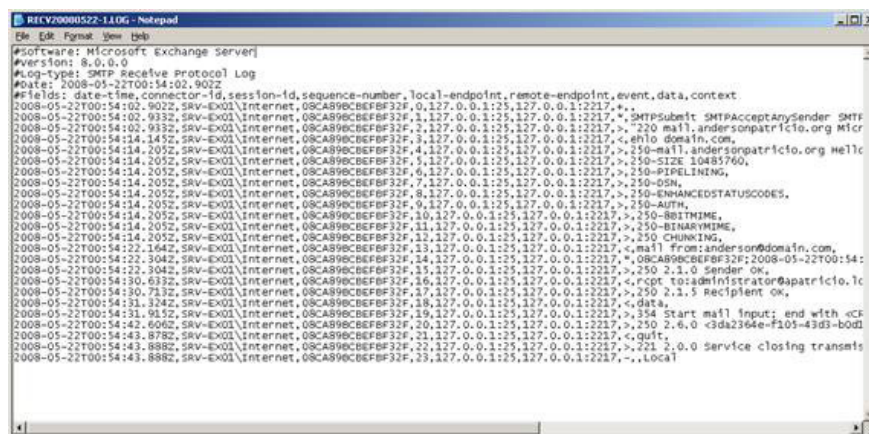 RECV20080522-1.LOG - Notepad
File Edit Format View Help
#Software: Microsoft Exchange Server
#Version: 8.0.0.0
#Log-type: SMTP Receive Protocol Log
#Date: 2008-05-22T00:54:02.902Z
#Fields: date-time,connector-id,session-id,sequence-number,local-endpoint,remote-endpoint,event,data,context
2008-05-22T00:54:02.902Z,SRV-EX01\Internet,08CA89BCBEFBF32F,0,127.0.0.1:25,127.0.0.1:2217,+,,
2008-05-22T00:54:02.933Z,SRV-EX01\Internet,08CA89BCBEFBF32F,1,127.0.0.1:25,127.0.0.1:2217,*,SMTPSubmit SMTPAcceptAnySender SMTP
2008-05-22T00:54:02.933Z,SRV-EX01\Internet,08CA89BCBEFBF32F,2,127.0.0.1:25,127.0.0.1:2217,>,"220 mail.andersonpatricio.org Micr
2008-05-22T00:54:14.145Z,SRV-EX01\Internet,08CA89BCBEFBF32F,3,127.0.0.1:25,127.0.0.1:2217,<,ehlo domain.com,
2008-05-22T00:54:14.205Z,SRV-EX01\Internet,08CA89BCBEFBF32F,4,127.0.0.1:25,127.0.0.1:2217,>,250-mail.andersonpatricio.org Hello
2008-05-22T00:54:14.205Z,SRV-EX01\Internet,08CA89BCBEFBF32F,5,127.0.0.1:25,127.0.0.1:2217,>,250-SIZE 10485760,
2008-05-22T00:54:14.205Z,SRV-EX01\Internet,08CA89BCBEFBF32F,6,127.0.0.1:25,127.0.0.1:2217,>,250-PIPELINING,
2008-05-22T00:54:14.205Z,SRV-EX01\Internet,08CA89BCBEFBF32F,7,127.0.0.1:25,127.0.0.1:2217,>,250-DSN,
2008-05-22T00:54:14.205Z,SRV-EX01\Internet,08CA89BCBEFBF32F,8,127.0.0.1:25,127.0.0.1:2217,>,250-ENHANCEDSTATUSCODES,
2008-05-22T00:54:14.205Z,SRV-EX01\Internet,08CA89BCBEFBF32F,9,127.0.0.1:25,127.0.0.1:2217,>,250-AUTH,
2008-05-22T00:54:14.205Z,SRV-EX01\Internet,08CA89BCBEFBF32F,10,127.0.0.1:25,127.0.0.1:2217,>,250-8BITMIME,
2008-05-22T00:54:14.205Z,SRV-EX01\Internet,08CA89BCBEFBF32F,11,127.0.0.1:25,127.0.0.1:2217,>,250-BINARYMIME,
2008-05-22T00:54:14.205Z,SRV-EX01\Internet,08CA89BCBEFBF32F,12,127.0.0.1:25,127.0.0.1:2217,>,250 CHUNKING,
2008-05-22T00:54:22.164Z,SRV-EX01\Internet,08CA89BCBEFBF32F,13,127.0.0.1:25,127.0.0.1:2217,<,mail from:anderson@domain.com,
2008-05-22T00:54:22.304Z,SRV-EX01\Internet,08CA89BCBEFBF32F,14,127.0.0.1:25,127.0.0.1:2217,*,08CA89BCBEFBF32F;2008-05-22T00:54:
2008-05-22T00:54:22.304Z,SRV-EX01\Internet,08CA89BCBEFBF32F,15,127.0.0.1:25,127.0.0.1:2217,>,250 2.1.0 Sender OK,
2008-05-22T00:54:30.633Z,SRV-EX01\Internet,08CA89BCBEFBF32F,16,127.0.0.1:25,127.0.0.1:2217,<,rcpt to:administrator@apatricio.lo
2008-05-22T00:54:30.713Z,SRV-EX01\Internet,08CA89BCBEFBF32F,17,127.0.0.1:25,127.0.0.1:2217,>,250 2.1.5 Recipient OK,
2008-05-22T00:54:31.324Z,SRV-EX01\Internet,08CA89BCBEFBF32F,18,127.0.0.1:25,127.0.0.1:2217,<,data,
2008-05-22T00:54:31.915Z,SRV-EX01\Internet,08CA89BCBEFBF32F,19,127.0.0.1:25,127.0.0.1:2217,>,354 Start mail input; end with <CR
2008-05-22T00:54:42.606Z,SRV-EX01\Internet,08CA89BCBEFBF32F,20,127.0.0.1:25,127.0.0.1:2217,>,250 2.6.0 <3da2364e-f105-43d3-b0d1
2008-05-22T00:54:43.878Z,SRV-EX01\Internet,08CA89BCBEFBF32F,21,127.0.0.1:25,127.0.0.1:2217,<,quit,
2008-05-22T00:54:43.888Z,SRV-EX01\Internet,08CA89BCBEFBF32F,22,127.0.0.1:25,127.0.0.1:2217,>,221 2.0.0 Service closing transmis
2008-05-22T00:54:43.888Z,SRV-EX01\Internet,08CA89BCBEFBF32F,23,127.0.0.1:25,127.0.0.1:2217,-,,Local